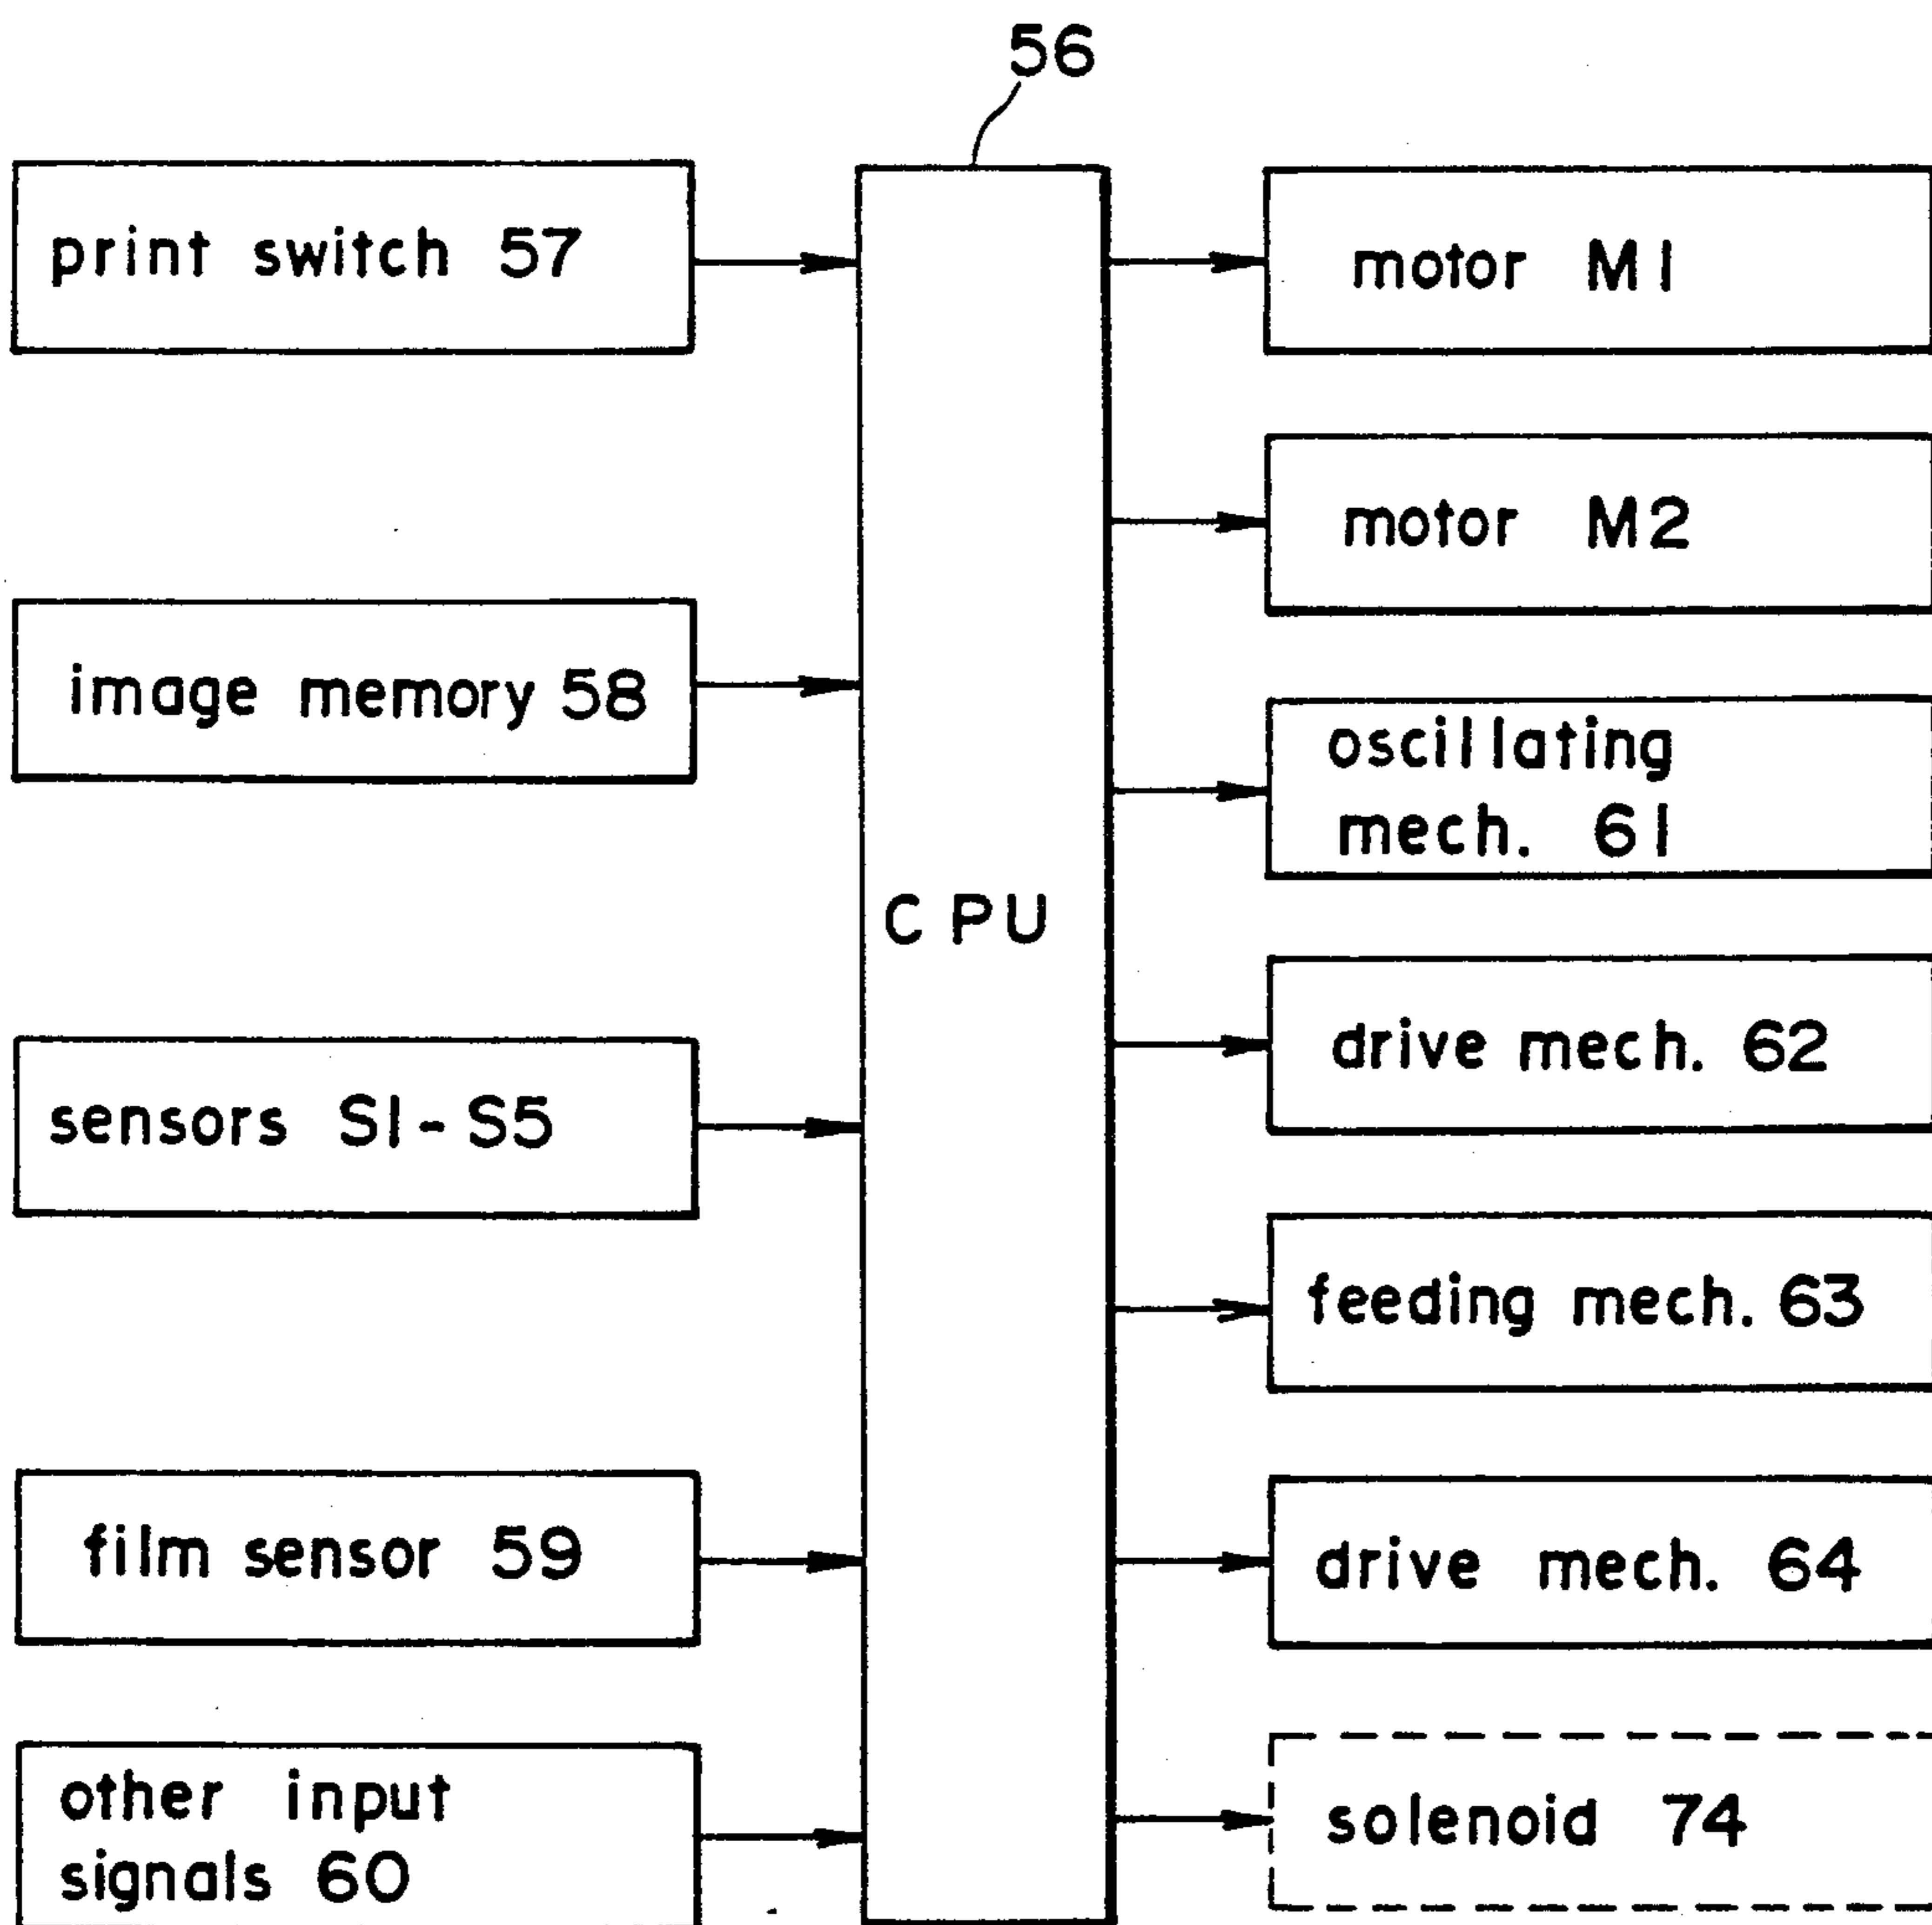 56
print switch 57
image memory 58
sensors S1-S5
film sensor 59
other input
signals 60
CPU
motor M1
motor M2
oscillating
mech. 61
drive mech. 62
feeding mech. 63
drive mech. 64
solenoid 74